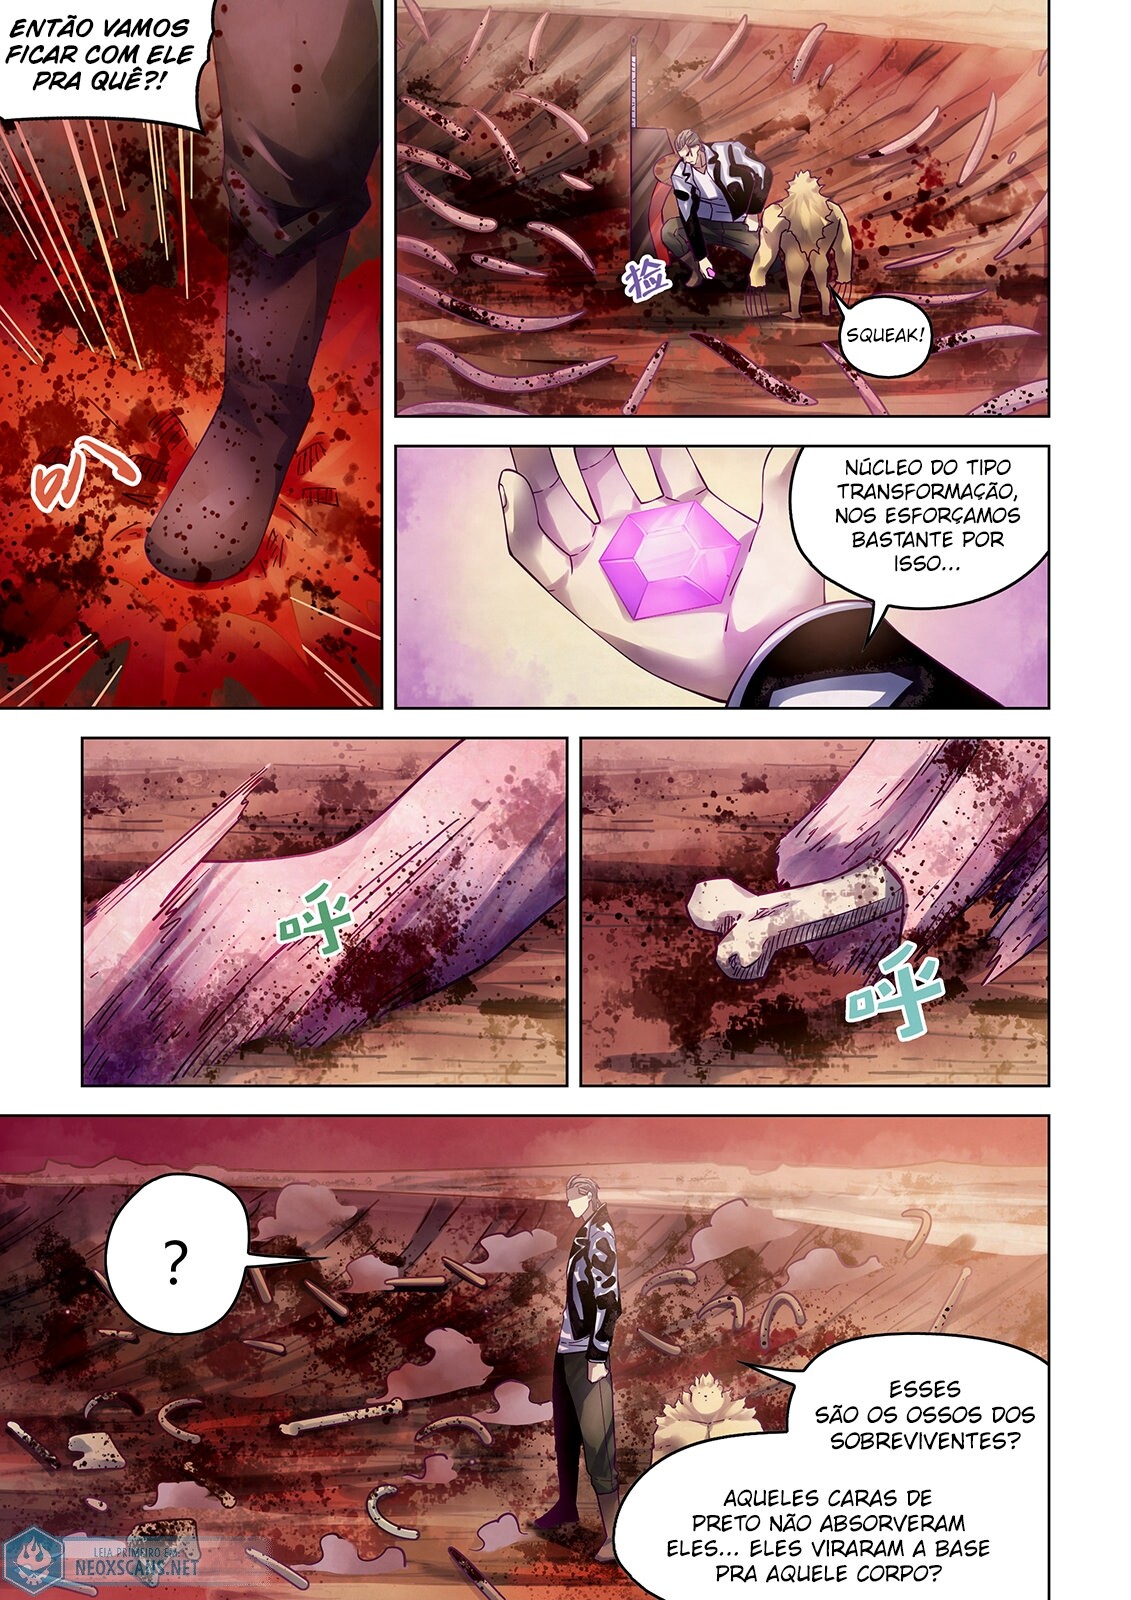 ENTÃO VAMOS
FICAR COM ELE
PRA QUÊ?!
叭
捡
SQUEAK!
NÚCLEO DO TIPO
TRANSFORMAÇÃO,
NOS ESFORÇAMOS
BASTANTE POR
ISSO...
呼
呼
?
ESSES
SÃO OS OSSOS DOS
SOBREVIVENTES?
AQUELES CARAS DE
PRETO NÃO ABSORVERAM
ELES... ELES VIRARAM A BASE
PRA AQUELE CORPO?
LEIA PRIMEIRO EM:
NEOXSCANS.NET